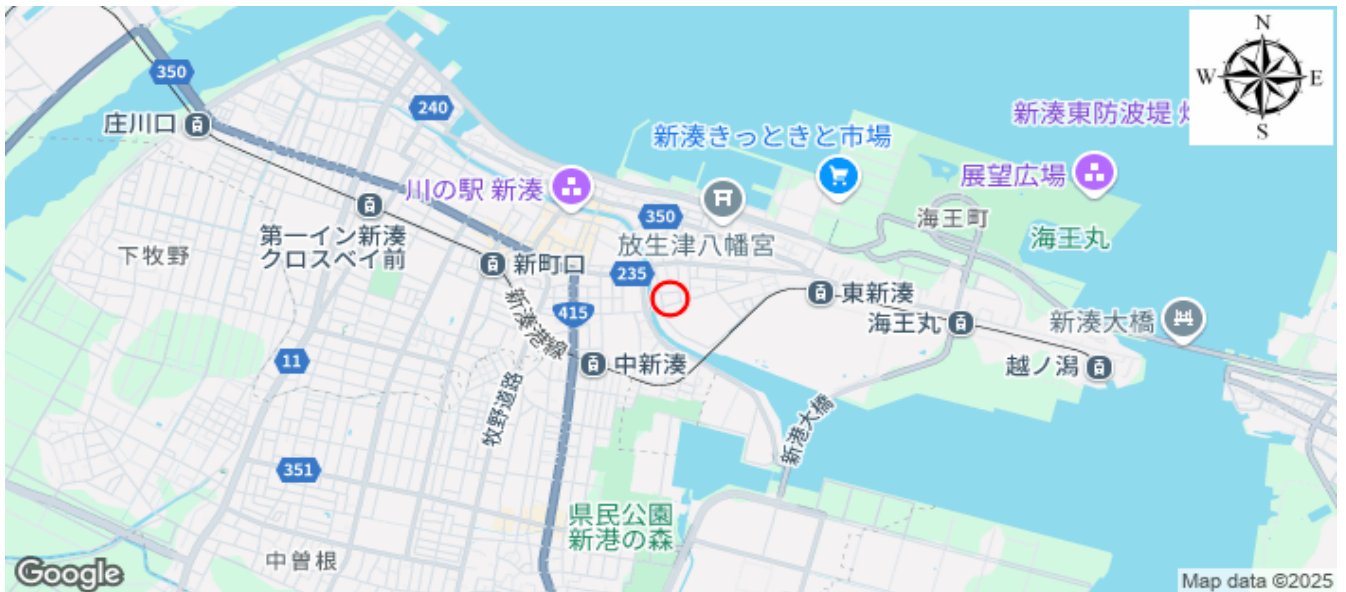 N
W E
S
350
庄川口
240
新湊東防波堤
新湊きっときと市場
展望広場
川の駅 新湊
350
海王町
第一イン新湊
クロスベイ前
放生津八幡宮
海王丸
下牧野
新町口
235
東新湊
415
新湊港線
海王丸
新湊大橋
11
中新湊
越ノ潟
牧野道路
新港大橋
351
県民公園
新港の森
中曽根
Google
Map data ©2025